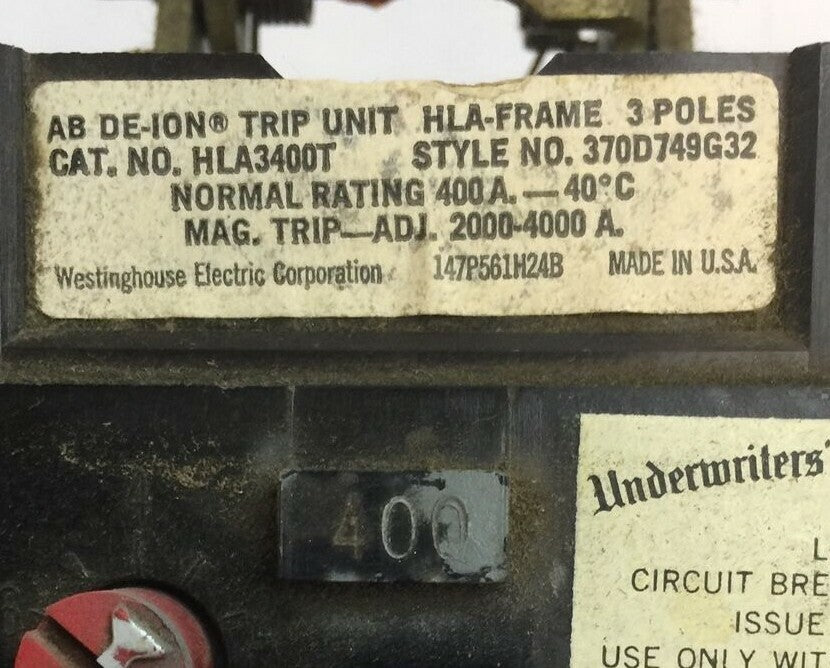 AB DE-ION® TRIP UNIT HLA-FRAME 3 POLES
CAT. NO. HLA3400T STYLE NO. 370D749G32
NORMAL RATING 400 A. — 40°C
MAG. TRIP—ADJ. 2000-4000 A.
Westinghouse Electric Corporation 147P561H24B MADE IN U.S.A.
400
Underwriters'
L
CIRCUIT BRE
ISSUE
USE ONLY WIT